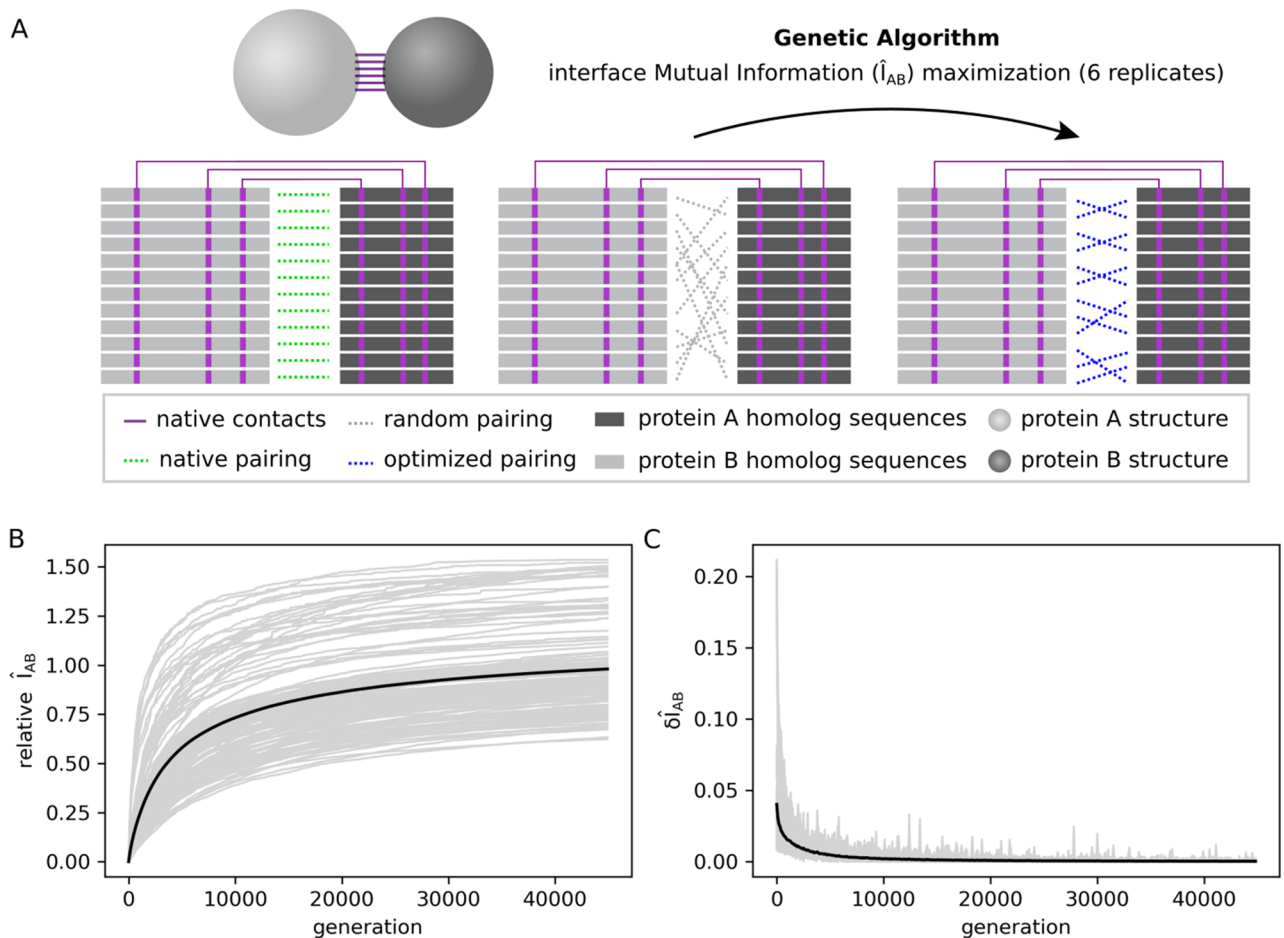 A
Genetic Algorithm
interface Mutual Information (Î_AB) maximization (6 replicates)
native contacts
random pairing
protein A homolog sequences
protein A structure
native pairing
optimized pairing
protein B homolog sequences
protein B structure
B
relative Î_AB
1.50
1.25
1.00
0.75
0.50
0.25
0.00
0 10000 20000 30000 40000
generation
C
δÎ_AB
0.20
0.15
0.10
0.05
0.00
0 10000 20000 30000 40000
generation